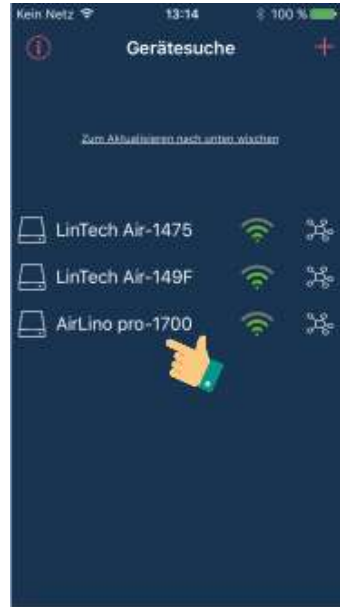 Kein Netz 13:14 100 %
Gerätesuche
Zum Aktualisieren nach unten wischen
LinTech Air-1475
LinTech Air-149F
AirLino pro-1700